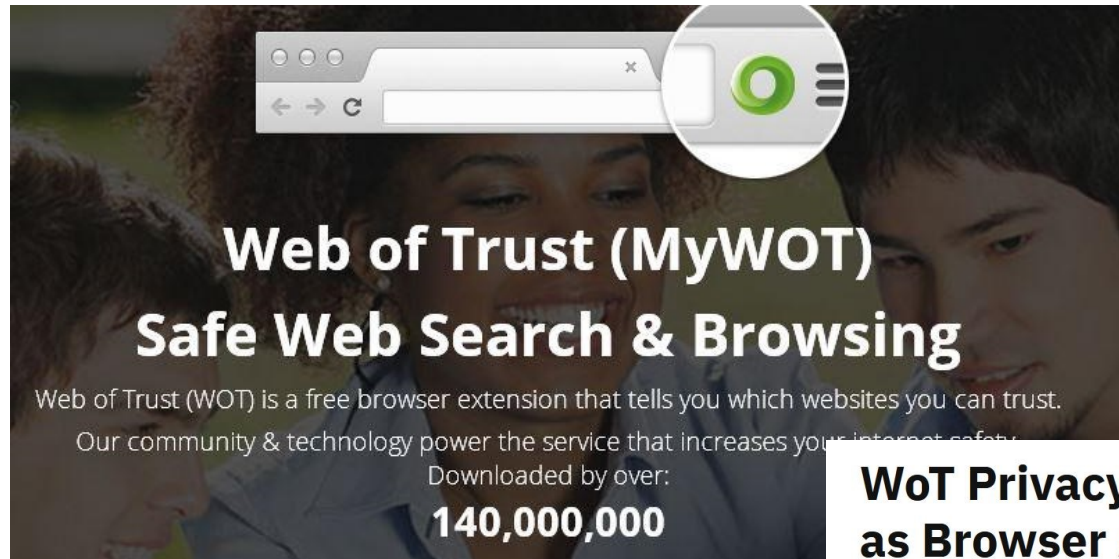 Web of Trust (MyWOT)
Safe Web Search & Browsing
Web of Trust (WOT) is a free browser extension that tells you which websites you can trust.
Our community & technology power the service that increases your internet safety
Downloaded by over:
140,000,000
WoT Privacy
as Browser